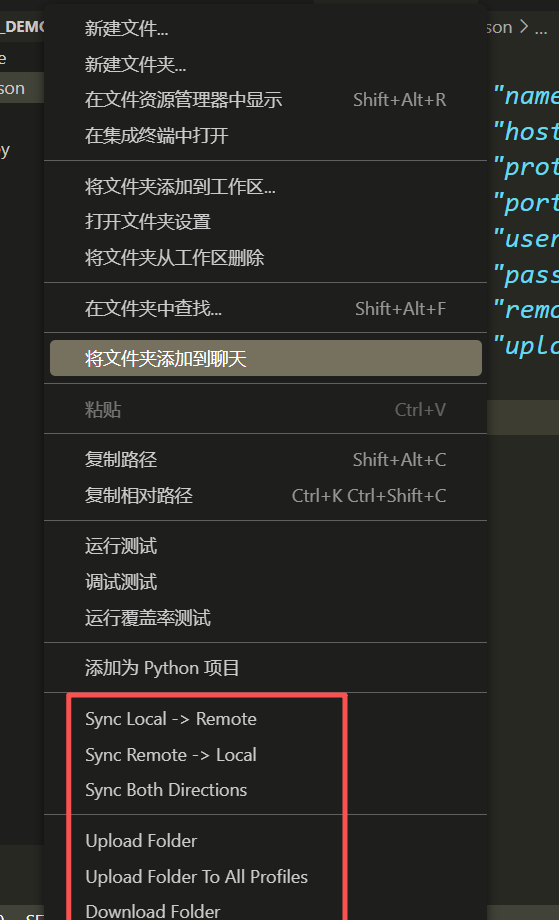 _DEMO
son > ...
新建文件...
e
新建文件夹...
son
在文件资源管理器中显示 Shift+Alt+R
"name
在集成终端中打开
"host
y
"prot
将文件夹添加到工作区...
"port
打开文件夹设置
"user
将文件夹从工作区删除
"pass
在文件夹中查找... Shift+Alt+F
"remo
将文件夹添加到聊天
"uplo
粘贴 Ctrl+V
复制路径 Shift+Alt+C
复制相对路径 Ctrl+K Ctrl+Shift+C
运行测试
调试测试
运行覆盖率测试
添加为 Python 项目
Sync Local -> Remote
Sync Remote -> Local
Sync Both Directions
Upload Folder
Upload Folder To All Profiles
Download Folder